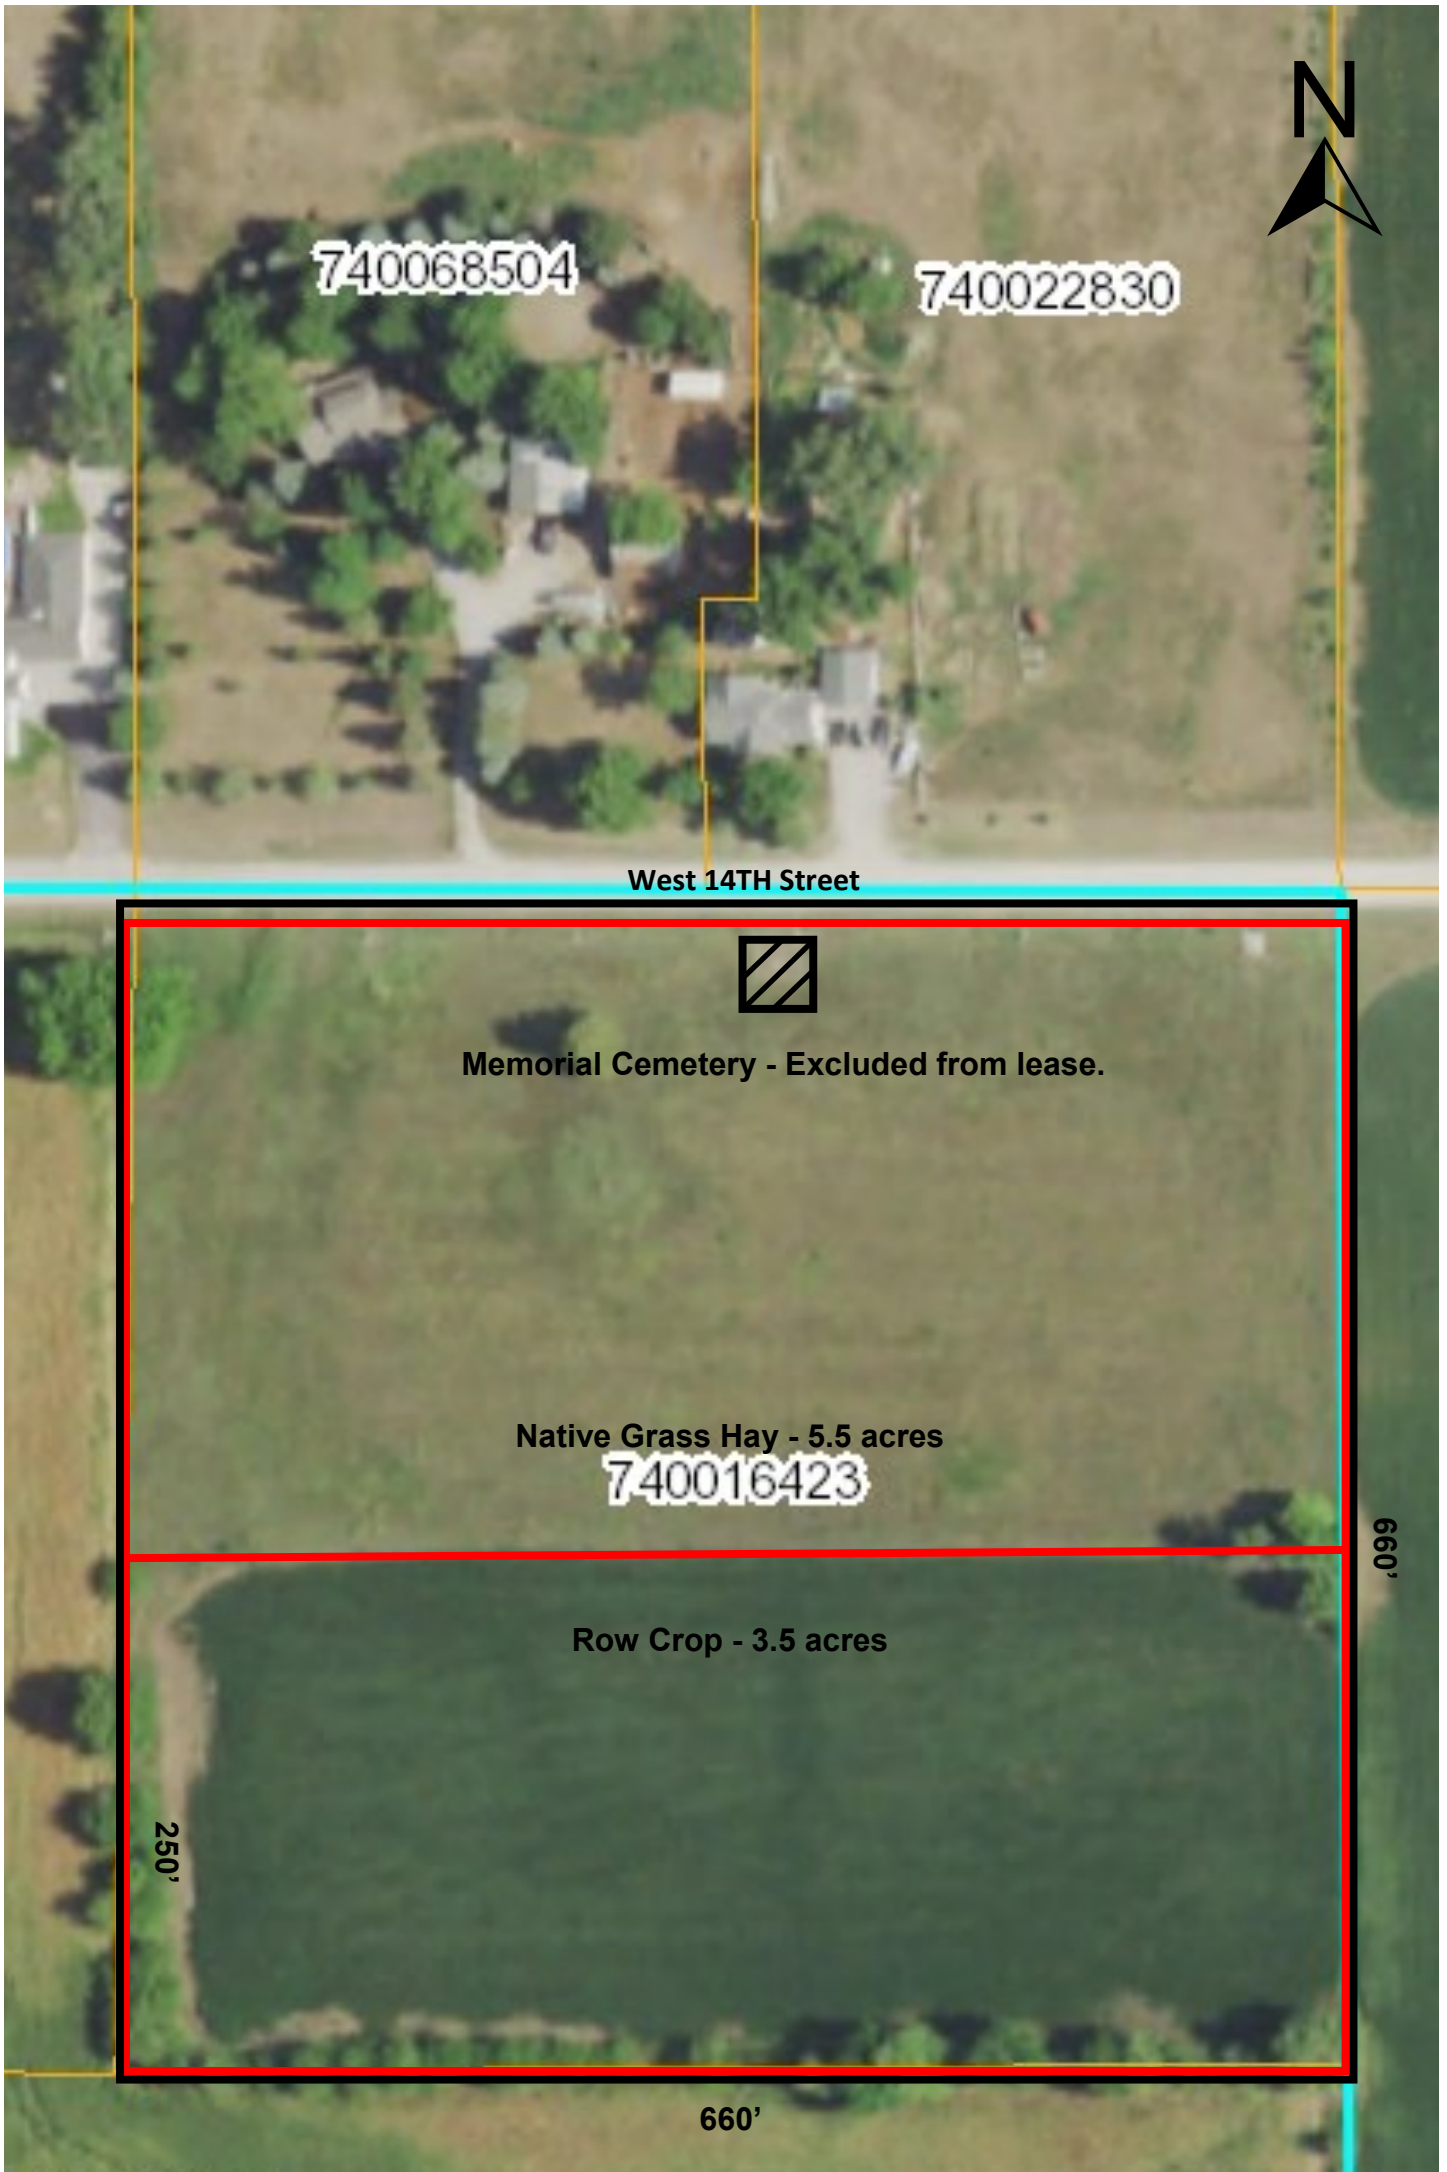 N
740068504
740022830
West 14TH Street
Memorial Cemetery - Excluded from lease.
Native Grass Hay - 5.5 acres
740016423
660’
Row Crop - 3.5 acres
250’
660’